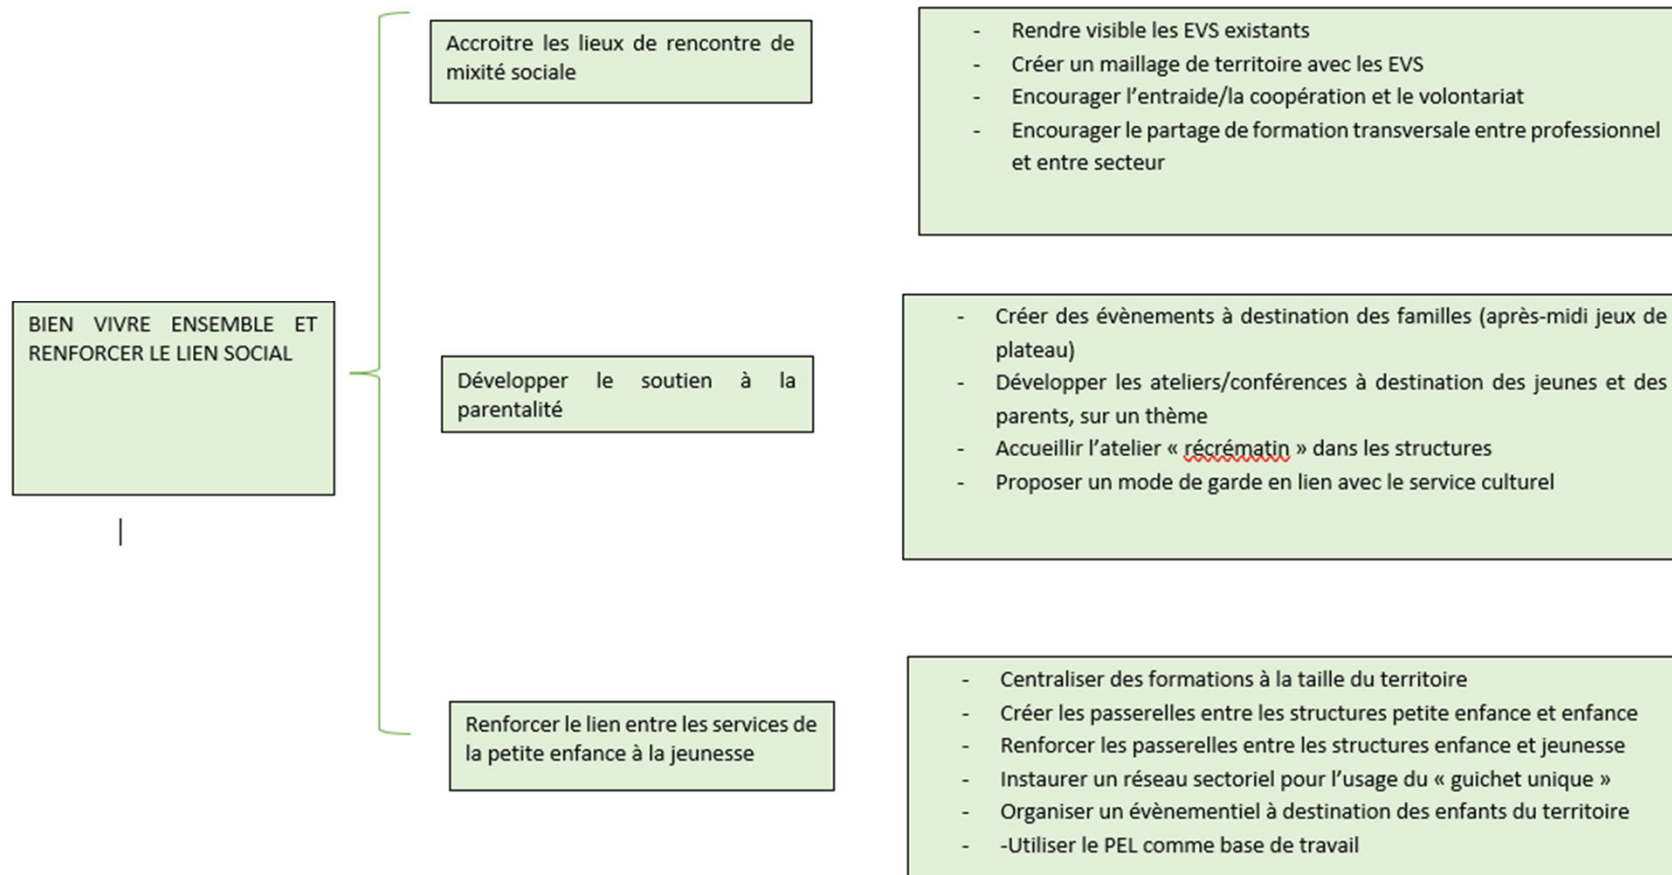 Accroitre les lieux de rencontre de
mixité sociale
- Rendre visible les EVS existants
- Créer un maillage de territoire avec les EVS
- Encourager l’entraide/la coopération et le volontariat
- Encourager le partage de formation transversale entre professionnel
et entre secteur
BIEN VIVRE ENSEMBLE ET
RENFORCER LE LIEN SOCIAL
Développer le soutien à la
parentalité
- Créer des évènements à destination des familles (après-midi jeux de
plateau)
- Développer les ateliers/conférences à destination des jeunes et des
parents, sur un thème
- Accueillir l’atelier « récrématin » dans les structures
- Proposer un mode de garde en lien avec le service culturel
Renforcer le lien entre les services de
la petite enfance à la jeunesse
- Centraliser des formations à la taille du territoire
- Créer les passerelles entre les structures petite enfance et enfance
- Renforcer les passerelles entre les structures enfance et jeunesse
- Instaurer un réseau sectoriel pour l’usage du « guichet unique »
- Organiser un évènementiel à destination des enfants du territoire
- -Utiliser le PEL comme base de travail